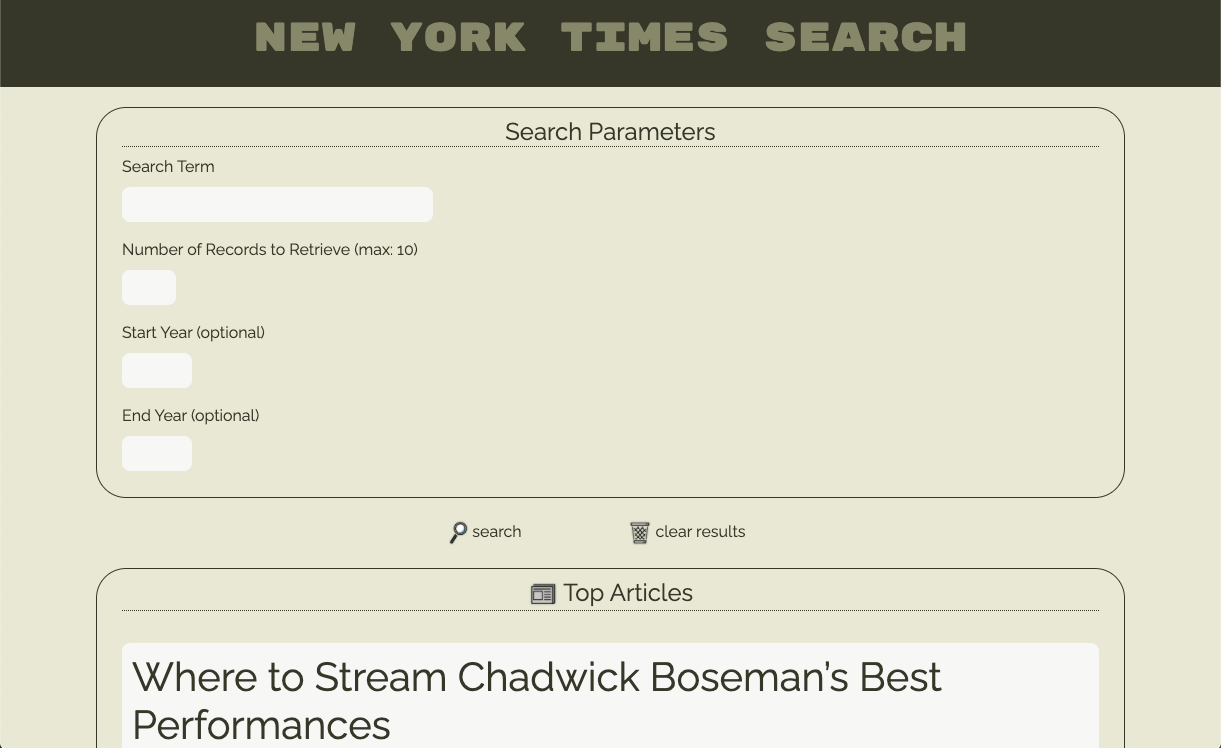 NEW YORK TIMES SEARCH
Search Parameters
Search Term
Number of Records to Retrieve (max: 10)
Start Year (optional)
End Year (optional)
search
clear results
Top Articles
Where to Stream Chadwick Boseman’s Best
Performances